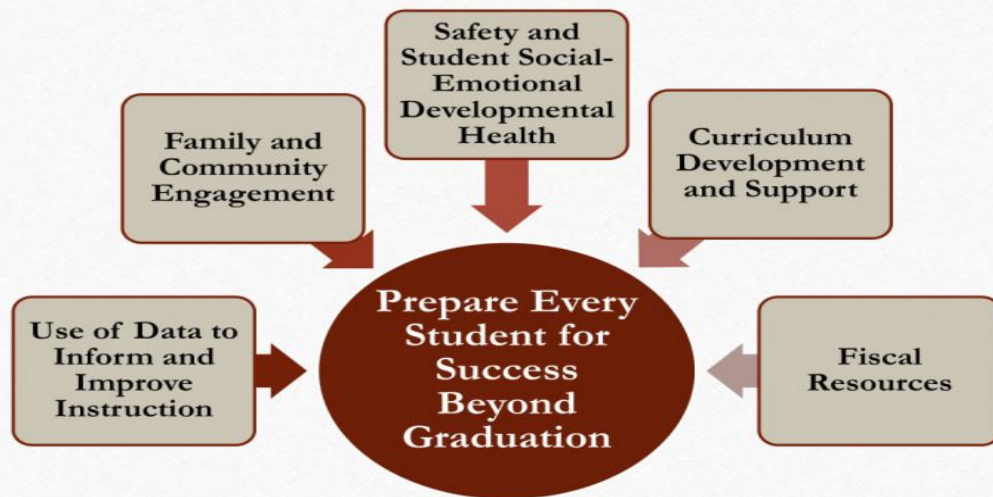 Safety and
Student Social-
Emotional
Developmental
Health
Family and
Community
Engagement
Curriculum
Development
and Support
Use of Data to
Inform and
Improve
Instruction
Prepare Every
Student for
Success
Beyond
Graduation
Fiscal
Resources